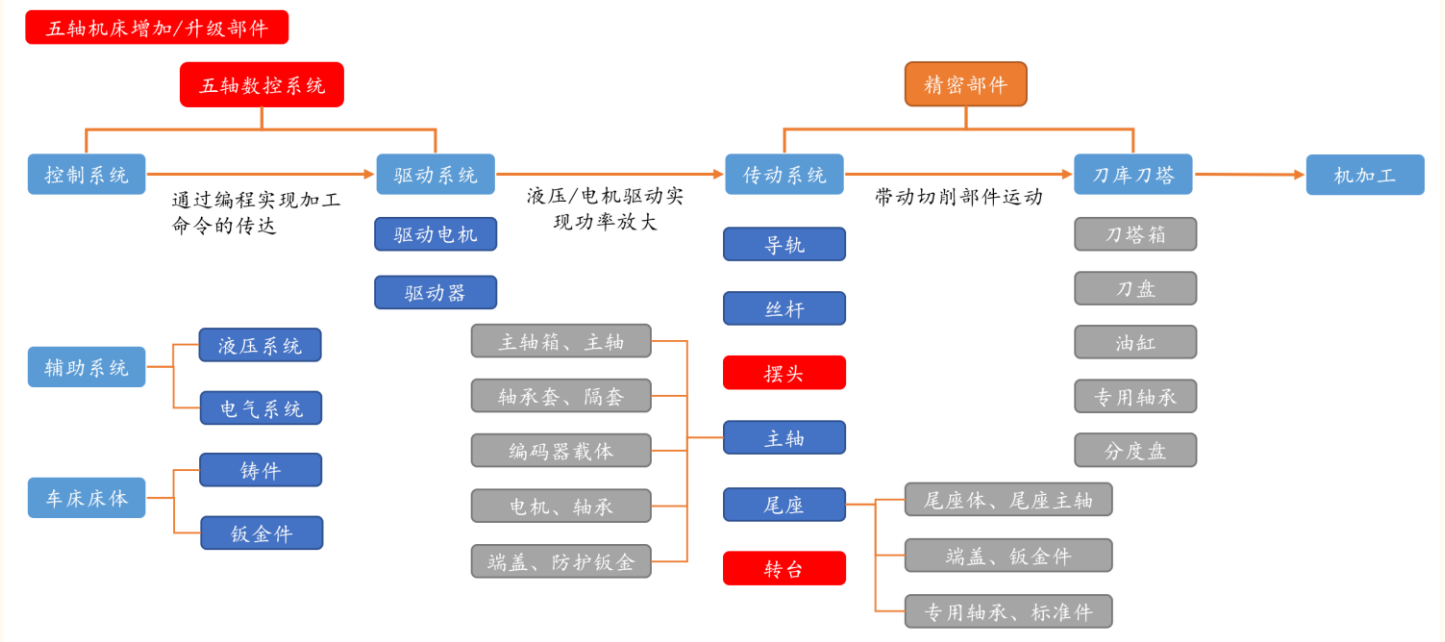 五轴机床增加/升级部件
五轴数控系统
精密部件
控制系统
驱动系统
传动系统
刀库刀塔
机加工
通过编程实现加工
命令的传达
液压/电机驱动实
现功率放大
带动切削部件运动
驱动电机
驱动器
导轨
丝杆
摆头
主轴
尾座
转台
刀塔箱
刀盘
油缸
专用轴承
分度盘
辅助系统
液压系统
电气系统
车床床体
铸件
钣金件
主轴箱、主轴
轴承套、隔套
编码器载体
电机、轴承
端盖、防护钣金
尾座体、尾座主轴
端盖、钣金件
专用轴承、标准件